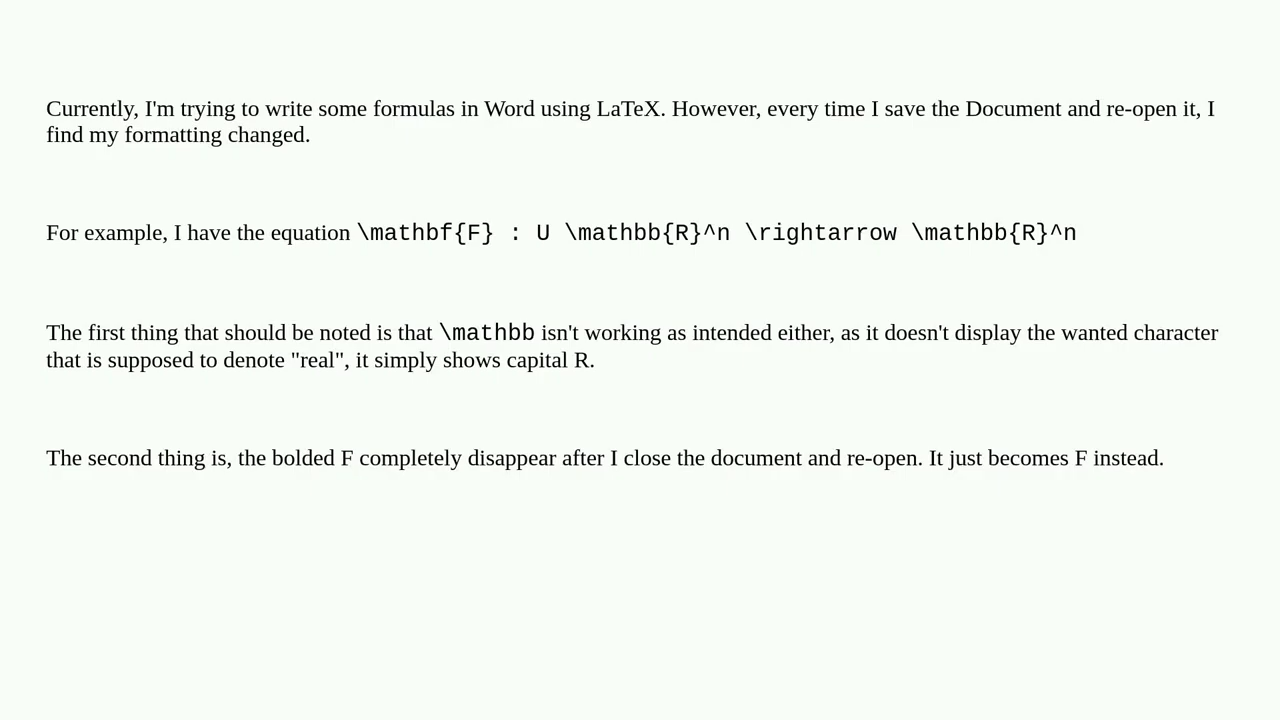 Currently, I'm trying to write some formulas in Word using LaTeX. However, every time I save the Document and re-open it, I
find my formatting changed.
For example, I have the equation \mathbf{F} : U \mathbb{R}^n \rightarrow \mathbb{R}^n
The first thing that should be noted is that \mathbb isn't working as intended either, as it doesn't display the wanted character
that is supposed to denote "real", it simply shows capital R.
The second thing is, the bolded F completely disappear after I close the document and re-open. It just becomes F instead.